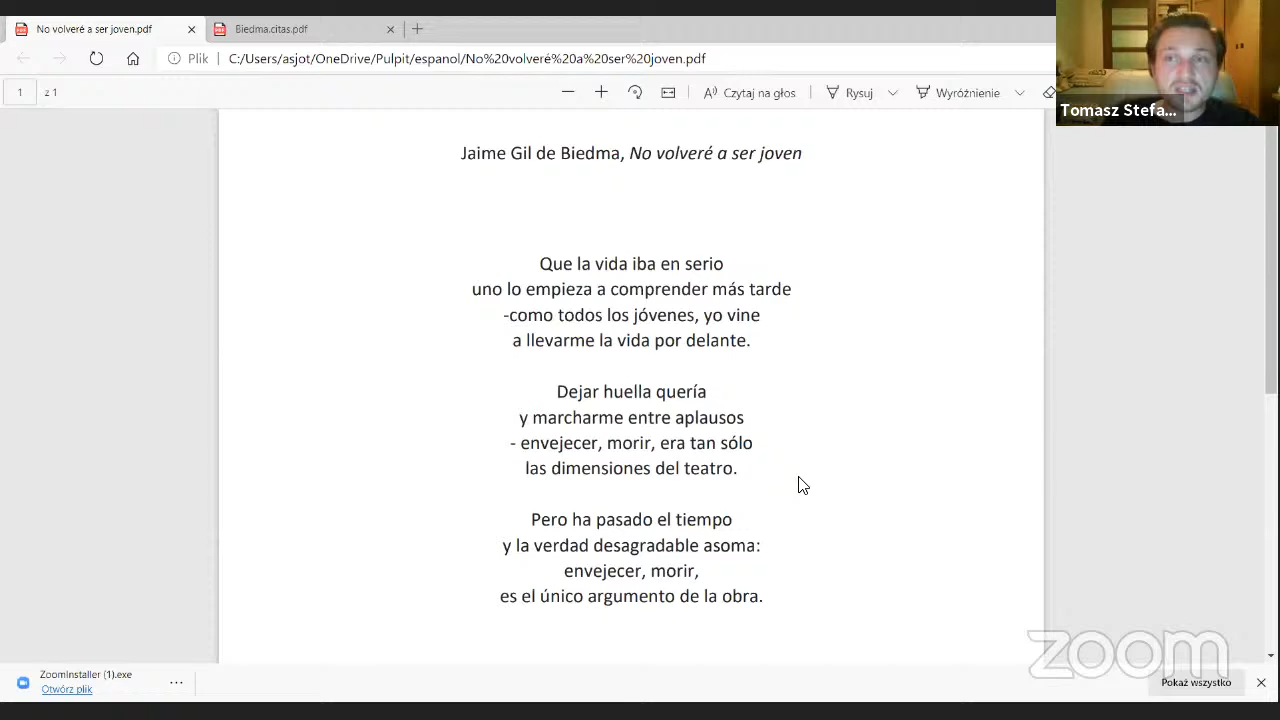 No volveré a ser joven.pdf
Biedma.citas.pdf
Plik
C:/Users/asjot/OneDrive/Pulpit/espanol/No%20volveré%20a%20ser%20joven.pdf
1
z 1
Czytaj na głos
Rysuj
Wyróżnienie
Tomasz Stefa...
Jaime Gil de Biedma, No volveré a ser joven
Que la vida iba en serio
uno lo empieza a comprender más tarde
-como todos los jóvenes, yo vine
a llevarme la vida por delante.
Dejar huella quería
y marcharme entre aplausos
- envejecer, morir, era tan sólo
las dimensiones del teatro.
Pero ha pasado el tiempo
y la verdad desagradable asoma:
envejecer, morir,
es el único argumento de la obra.
zoom
ZoomInstaller (1).exe
Otwórz plik
Pokaż wszystko